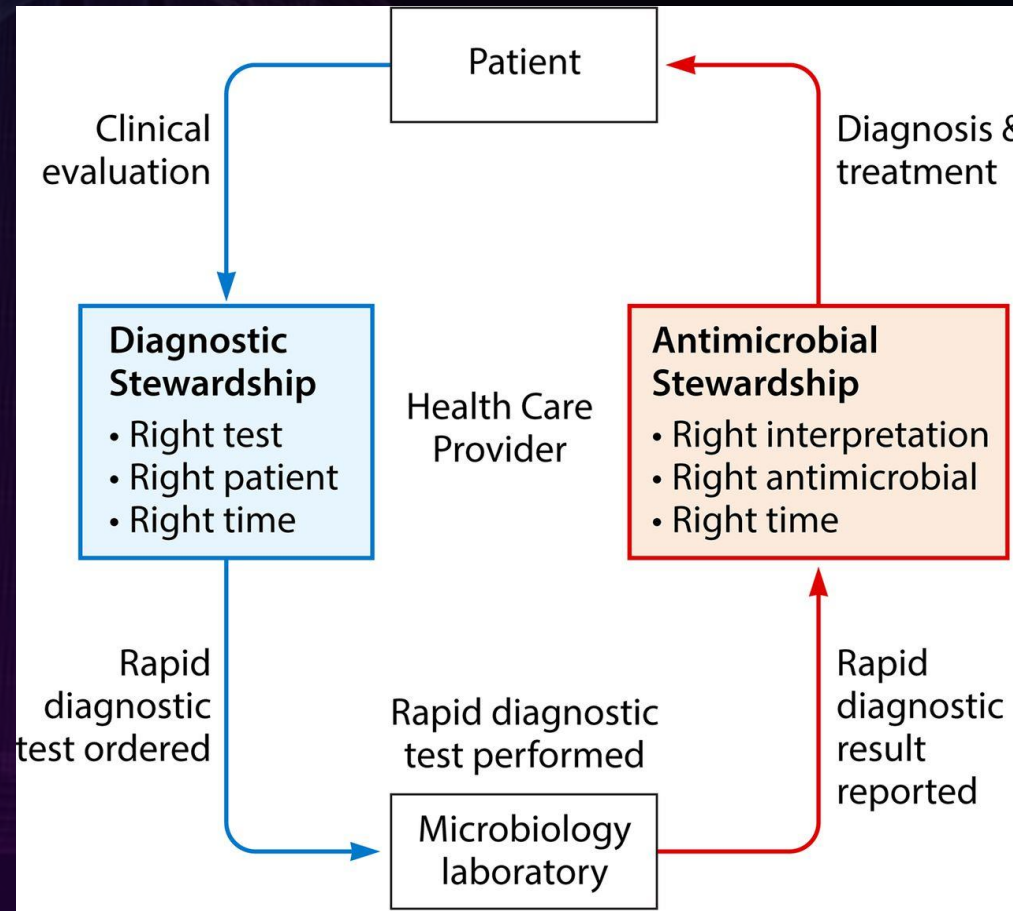 Patient
Clinical
evaluation
Diagnosis &
treatment
Diagnostic
Stewardship
• Right test
• Right patient
• Right time
Health Care
Provider
Antimicrobial
Stewardship
• Right interpretation
• Right antimicrobial
• Right time
Rapid
diagnostic
test ordered
Rapid diagnostic
test performed
Rapid
diagnostic
result
reported
Microbiology
laboratory